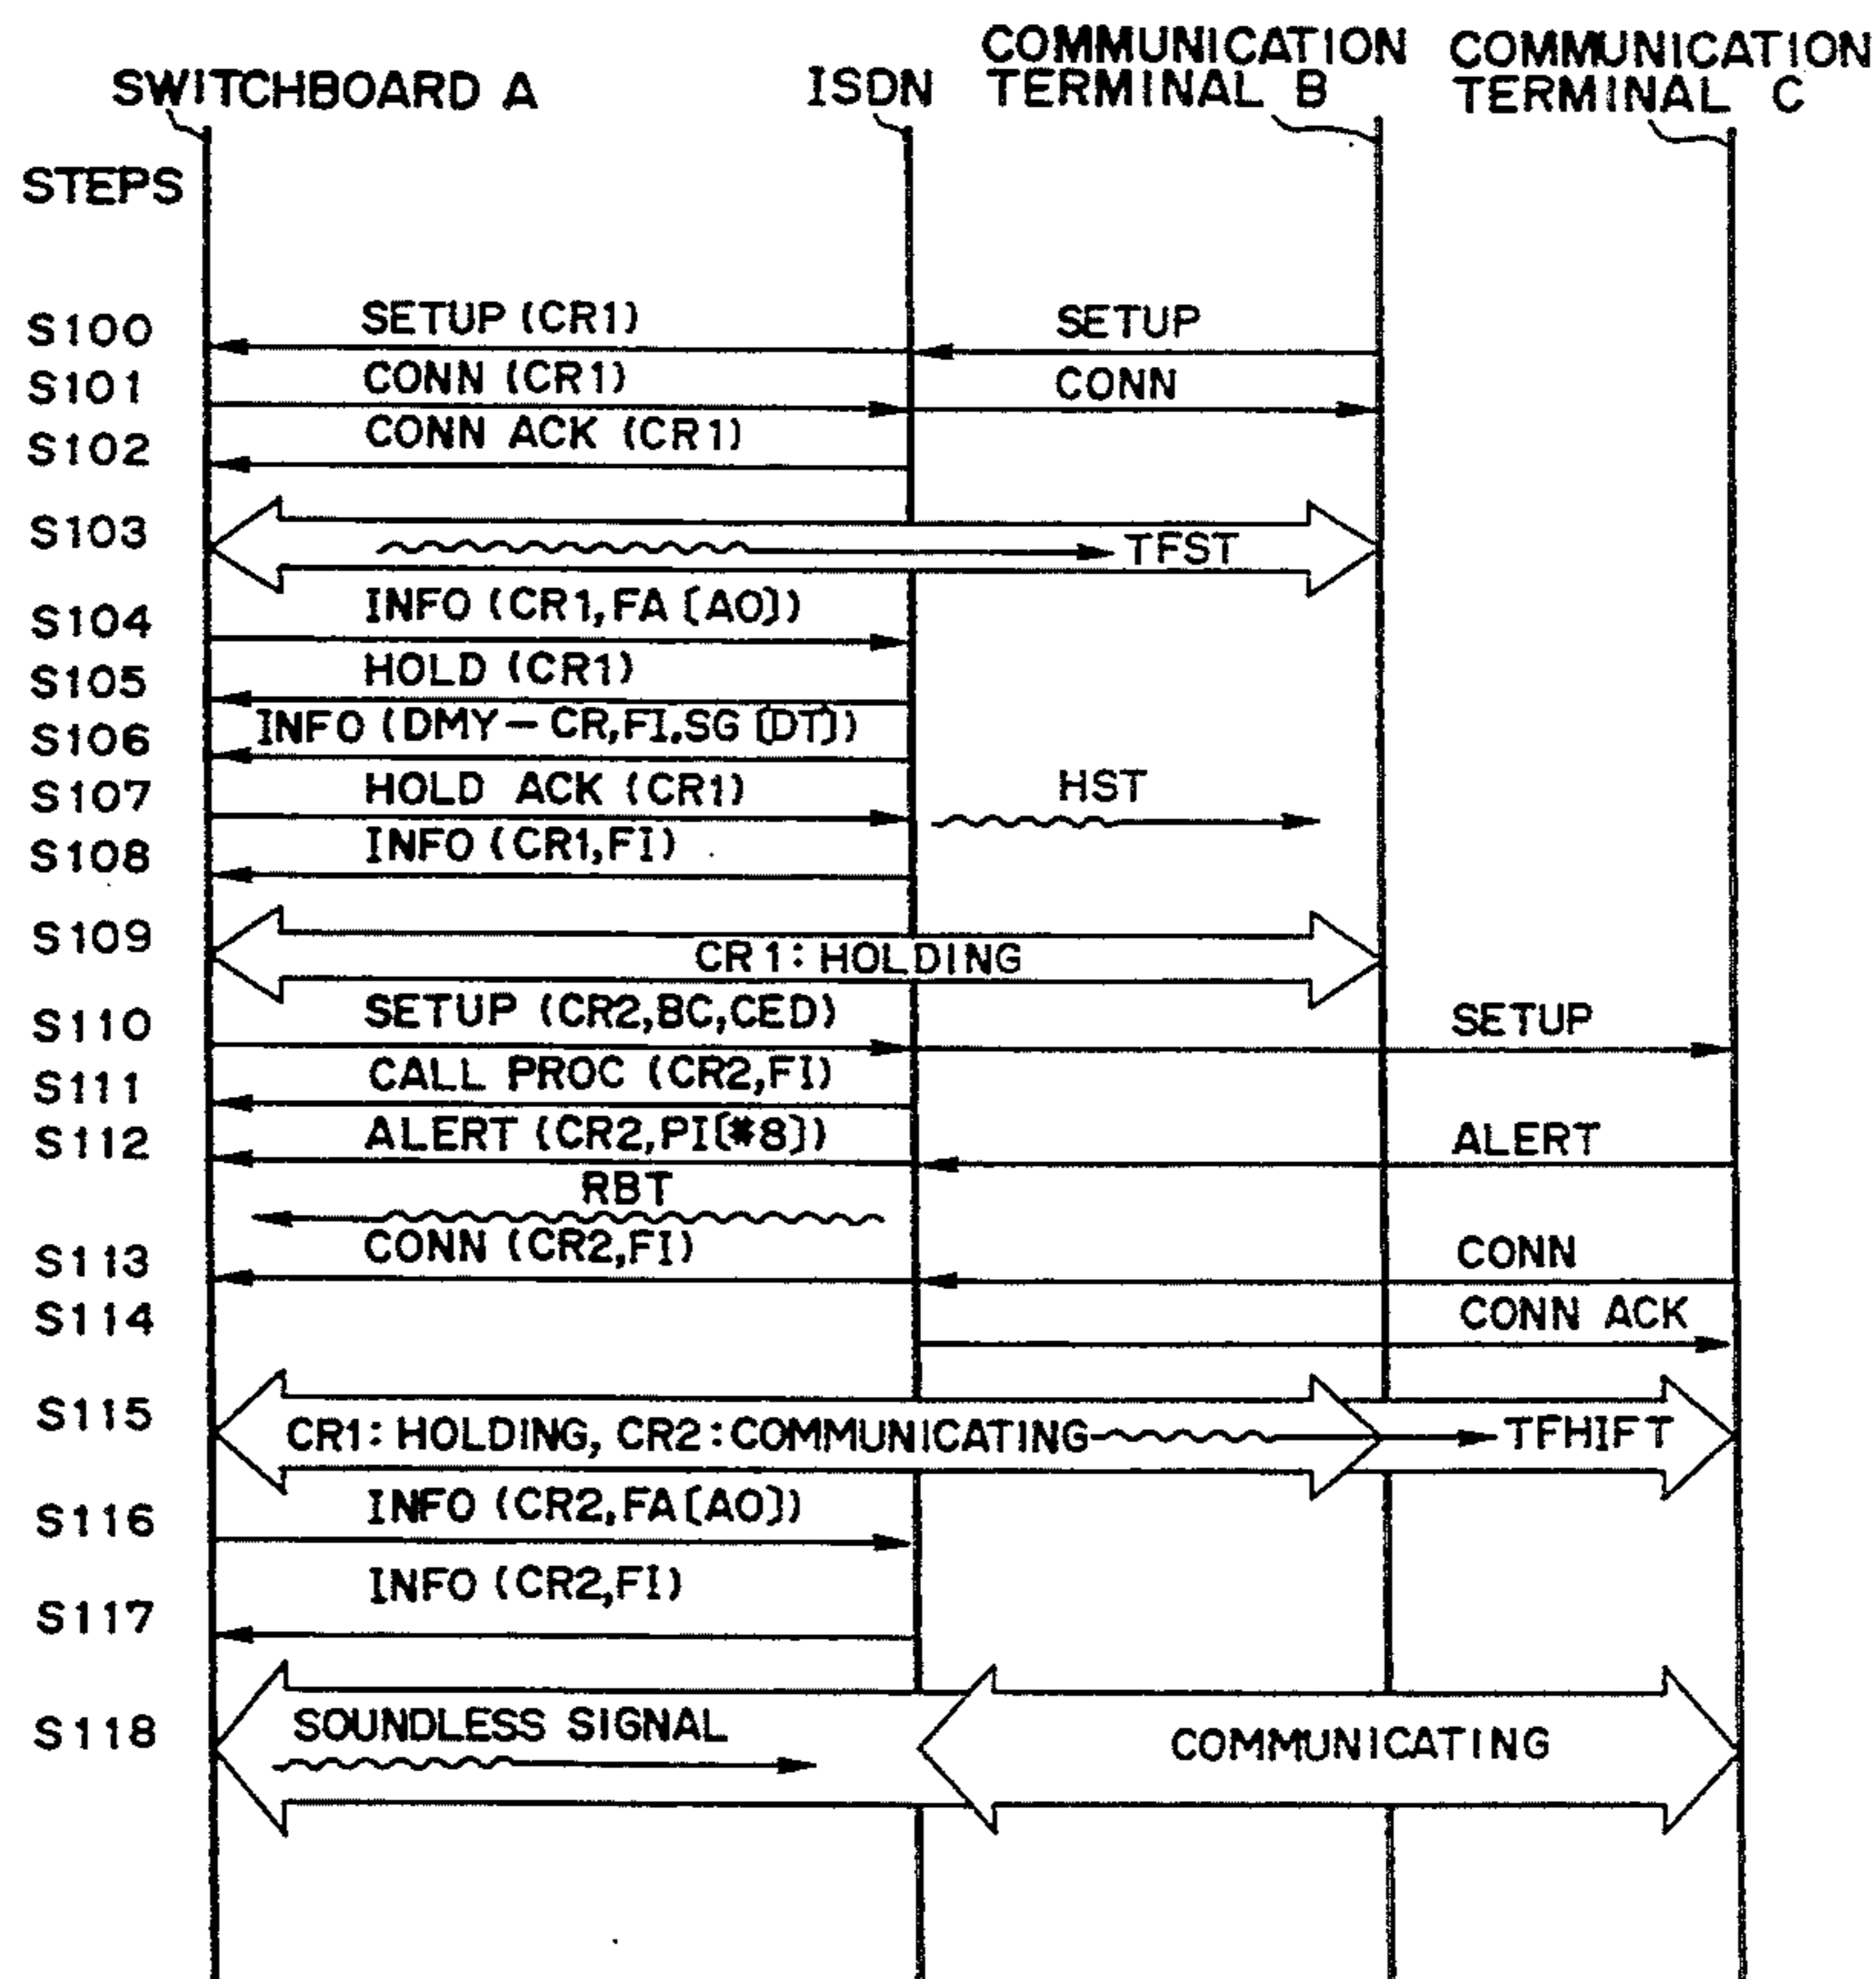 SWITCHBOARD A
ISDN
COMMUNICATION
TERMINAL B
COMMUNICATION
TERMINAL C
STEPS
S100 SETUP (CR1) SETUP
S101 CONN (CR1) CONN
S102 CONN ACK (CR1)
S103 TFST
S104 INFO (CR1,FA [AO])
S105 HOLD (CR1)
S106 INFO (DMY-CR,FI,SG [DT])
S107 HOLD ACK (CR1) HST
S108 INFO (CR1,FI)
S109 CR1: HOLDING
S110 SETUP (CR2,BC,CED) SETUP
S111 CALL PROC (CR2,FI)
S112 ALERT (CR2,PI[#8]) ALERT
RBT
S113 CONN (CR2,FI) CONN
S114 CONN ACK
S115 CR1: HOLDING, CR2: COMMUNICATING TFHIFT
S116 INFO (CR2,FA[AO])
S117 INFO (CR2,FI)
S118 SOUNDLESS SIGNAL COMMUNICATING